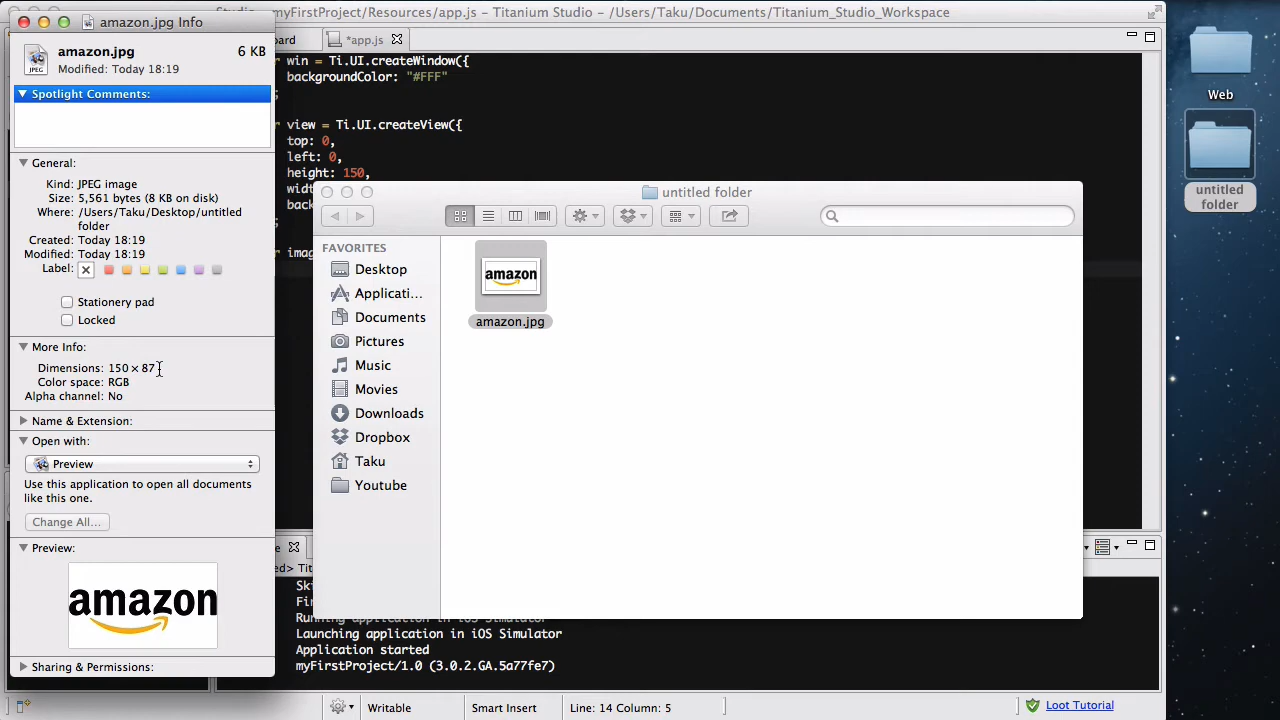 amazon.jpg Info
amazon.jpg
6 KB
Modified: Today 18:19
Spotlight Comments:
General:
Kind: JPEG image
Size: 5,561 bytes (8 KB on disk)
Where: /Users/Taku/Desktop/untitled
folder
Created: Today 18:19
Modified: Today 18:19
Label:
Stationery pad
Locked
More Info:
Dimensions: 150 × 87
Color space: RGB
Alpha channel: No
Name & Extension:
Open with:
Preview
Use this application to open all documents
like this one.
Change All...
Preview:
amazon
Sharing & Permissions:
myFirstProject/Resources/app.js - Titanium Studio - /Users/Taku/Documents/Titanium_Studio_Workspace
*app.js
win = Ti.UI.createWindow({
backgroundColor: "#FFF"
;
view = Ti.UI.createView({
top: 0,
left: 0,
height: 150,
untitled folder
FAVORITES
Desktop
Applicati...
Documents
Pictures
Music
Movies
Downloads
Dropbox
Taku
Youtube
amazon
amazon.jpg
Running application in iOS Simulator
Launching application in iOS Simulator
Application started
myFirstProject/1.0 (3.0.2.GA.5a77fe7)
Writable
Smart Insert
Line: 14 Column: 5
Loot Tutorial
Web
untitled
folder